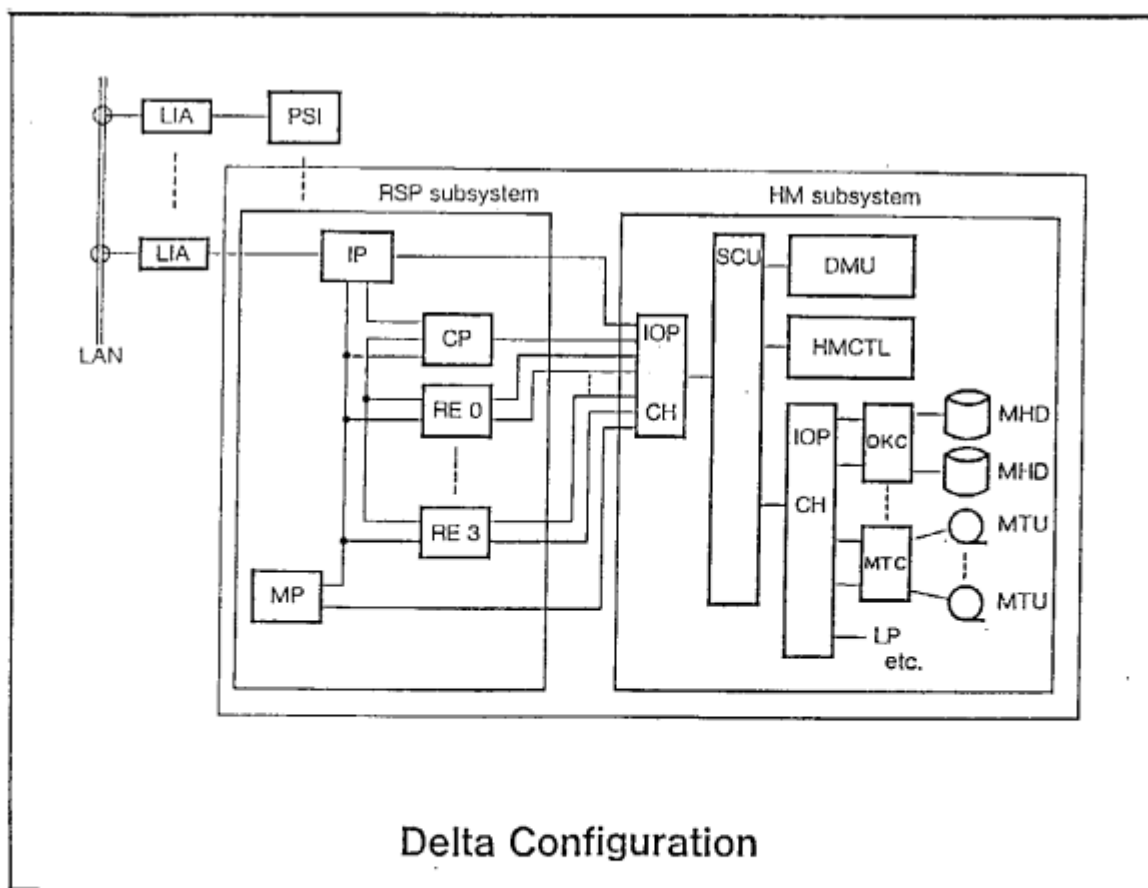 LIA
PSI
RSP subsystem
HM subsystem
LIA
IP
SCU
DMU
LAN
CP
IOP
HMCTL
RE 0
CH
MHD
IOP
DKC
MHD
CH
RE 3
MTU
MTC
MP
MTU
LP
etc.
Delta Configuration